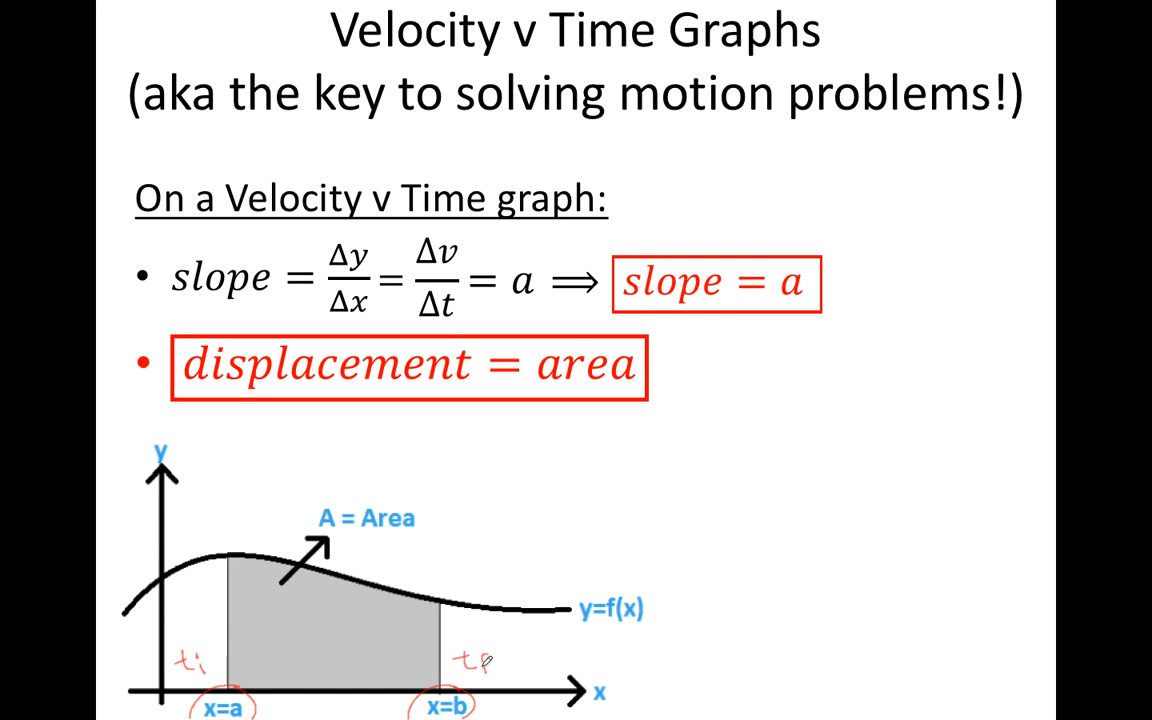 Velocity v Time Graphs
(aka the key to solving motion problems!)
On a Velocity v Time graph:
• slope = Δy/Δx = Δv/Δt = a ⟹ slope = a
• displacement = area
y
A = Area
y=f(x)
ti tf
x
x=a x=b